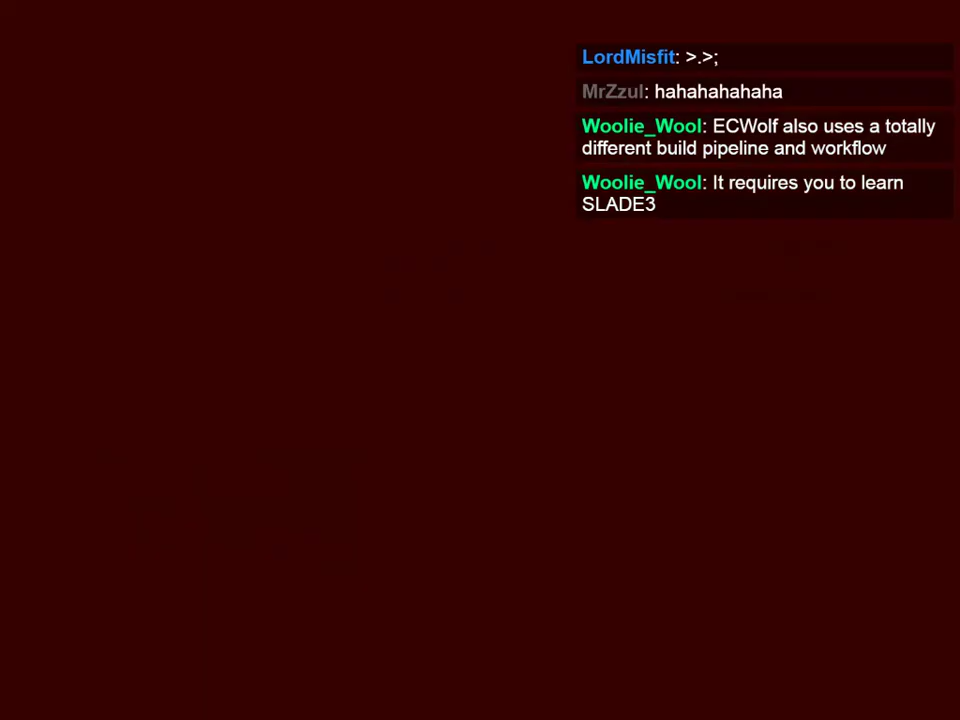 LordMisfit: >.>;
MrZzul: hahahahahaha
Woolie_Wool: ECWolf also uses a totally
different build pipeline and workflow
Woolie_Wool: It requires you to learn
SLADE3